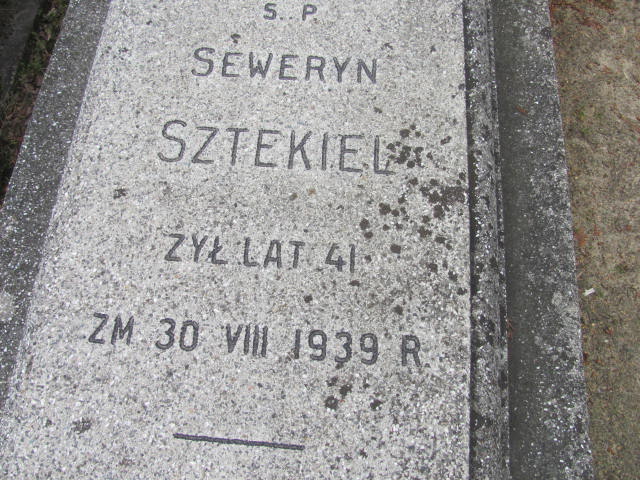 S.P
SEWERYN
SZTEKIEL
ŻYŁ LAT 41
ZM 30 VIII 1939 R